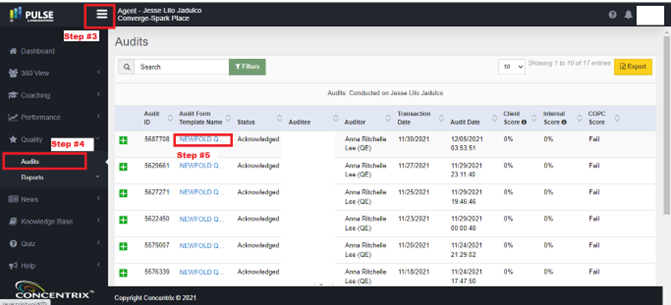 PULSE
Agent - Jesse Lito Jadulco
Converge-Spark Place
Step #3
Audits
Dashboard
360 View
Coaching
Performance
Quality
Step #4
Audits
Reports
News
Knowledge Base
Quiz
Help
CONCENTRIX
Search
Filters
10
Showing 1 to 10 of 17 entries
Export
Audits: Conducted on Jesse Lito Jadulco
Audit ID Audit Form Template Name Status Auditee Auditor Transaction Date Audit Date Client Score Internal Score COPC Score
5687708 NEWFOLD Q... Acknowledged Anna Ritchelle Lee (QE) 11/30/2021 12/05/2021 03:53:51 0% 0% Fail
Step #5
5629661 NEWFOLD Q... Acknowledged Anna Ritchelle Lee (QE) 11/27/2021 11/29/2021 23:11:40 0% 0% Fail
5627271 NEWFOLD Q... Acknowledged Anna Ritchelle Lee (QE) 11/25/2021 11/29/2021 19:46:46 0% 0% Fail
5622450 NEWFOLD Q... Acknowledged Anna Ritchelle Lee (QE) 11/23/2021 11/29/2021 00:00:48 0% 0% Fail
5579007 NEWFOLD Q... Acknowledged Anna Ritchelle Lee (QE) 11/20/2021 11/24/2021 21:29:02 0% 0% Fail
5576339 NEWFOLD Q... Acknowledged Anna Ritchelle Lee (QE) 11/18/2021 11/24/2021 17:47:50 0% 0% Fail
Copyright Concentrix © 2021